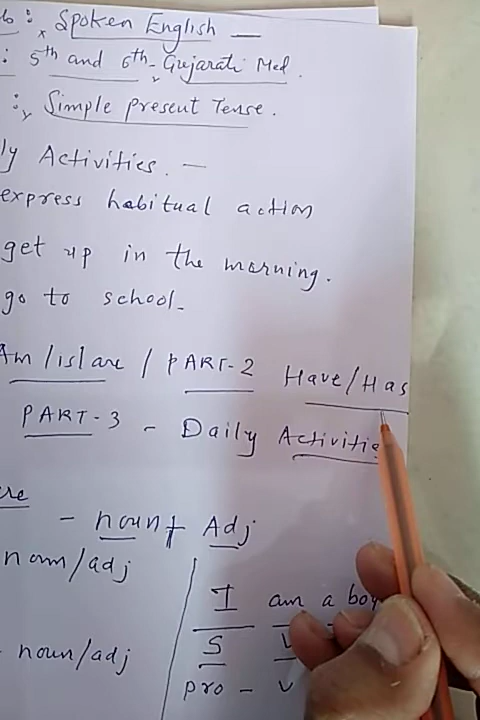 b: Spoken English —
: 5th and 6th - Gujarati Med.
: Simple present Tense.
ly Activities. —
express habitual action
get up in the morning.
go to school.
Am/is/are / PART-2 Have/Has
PART-3 - Daily Activitie
re
- noun + Adj
noun/adj
I am a boy
S V
- noun/adj
pro - v